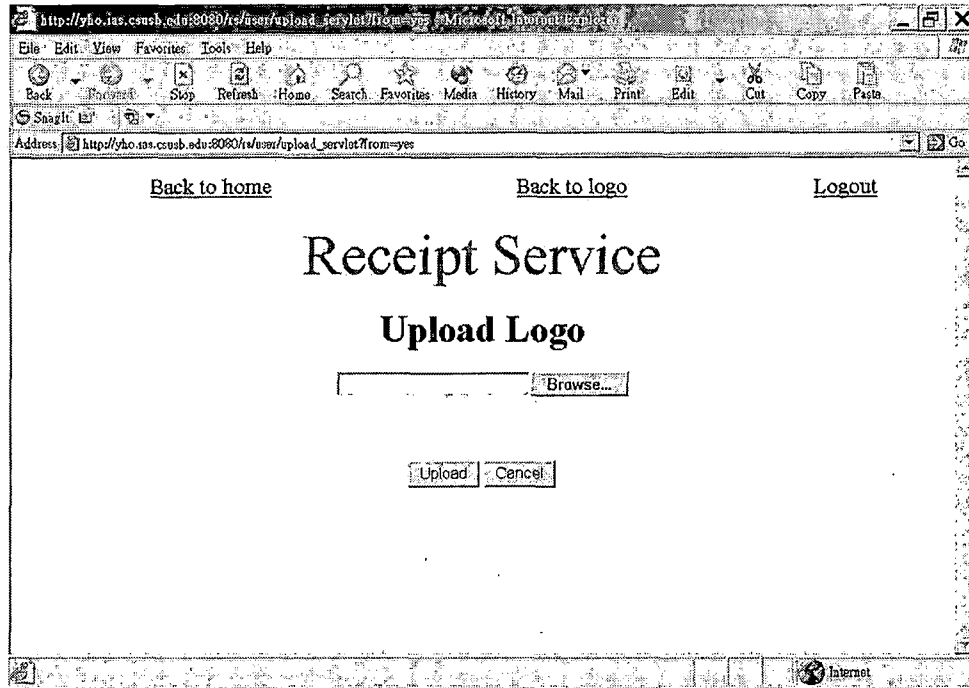 http://yho.ias.csusb.edu:8080/rs/user/upload_servlet?from=yes - Microsoft Internet Explorer
File Edit View Favorites Tools Help
Back Forward Stop Refresh Home Search Favorites Media History Mail Print Edit Cut Copy Paste
SnagIt
Address http://yho.ias.csusb.edu:8080/rs/user/upload_servlet?from=yes Go
Back to home Back to logo Logout
Receipt Service
Upload Logo
Browse...
Upload Cancel
Internet